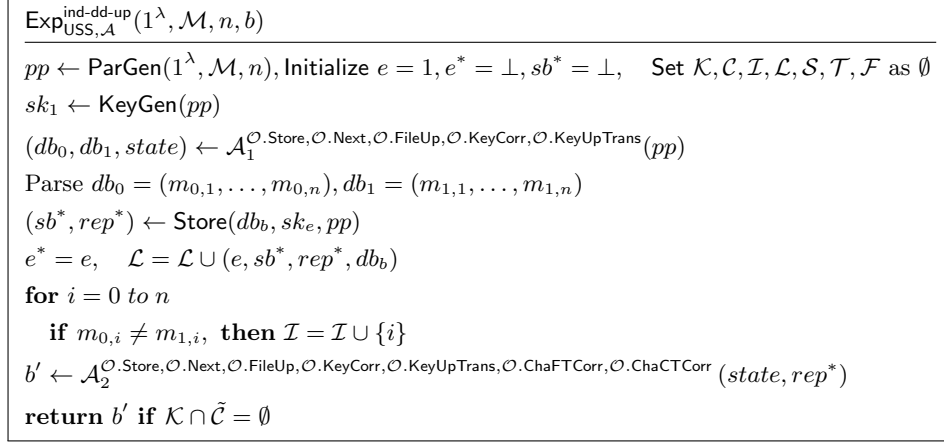 Exp^{ind-dd-up}_{USS,𝒜}(1^λ, ℳ, n, b)
pp ← ParGen(1^λ, ℳ, n), Initialize e = 1, e* = ⊥, sb* = ⊥, Set 𝒦, 𝒞, ℐ, ℒ, 𝒮, 𝒯, ℱ as ∅
sk_1 ← KeyGen(pp)
(db_0, db_1, state) ← 𝒜_1^{𝒪.Store,𝒪.Next,𝒪.FileUp,𝒪.KeyCorr,𝒪.KeyUpTrans}(pp)
Parse db_0 = (m_{0,1}, …, m_{0,n}), db_1 = (m_{1,1}, …, m_{1,n})
(sb*, rep*) ← Store(db_b, sk_e, pp)
e* = e, ℒ = ℒ ∪ (e, sb*, rep*, db_b)
for i = 0 to n
if m_{0,i} ≠ m_{1,i}, then ℐ = ℐ ∪ {i}
b′ ← 𝒜_2^{𝒪.Store,𝒪.Next,𝒪.FileUp,𝒪.KeyCorr,𝒪.KeyUpTrans,𝒪.ChaFTCorr,𝒪.ChaCTCorr}(state, rep*)
return b′ if 𝒦 ∩ 𝒞̃ = ∅